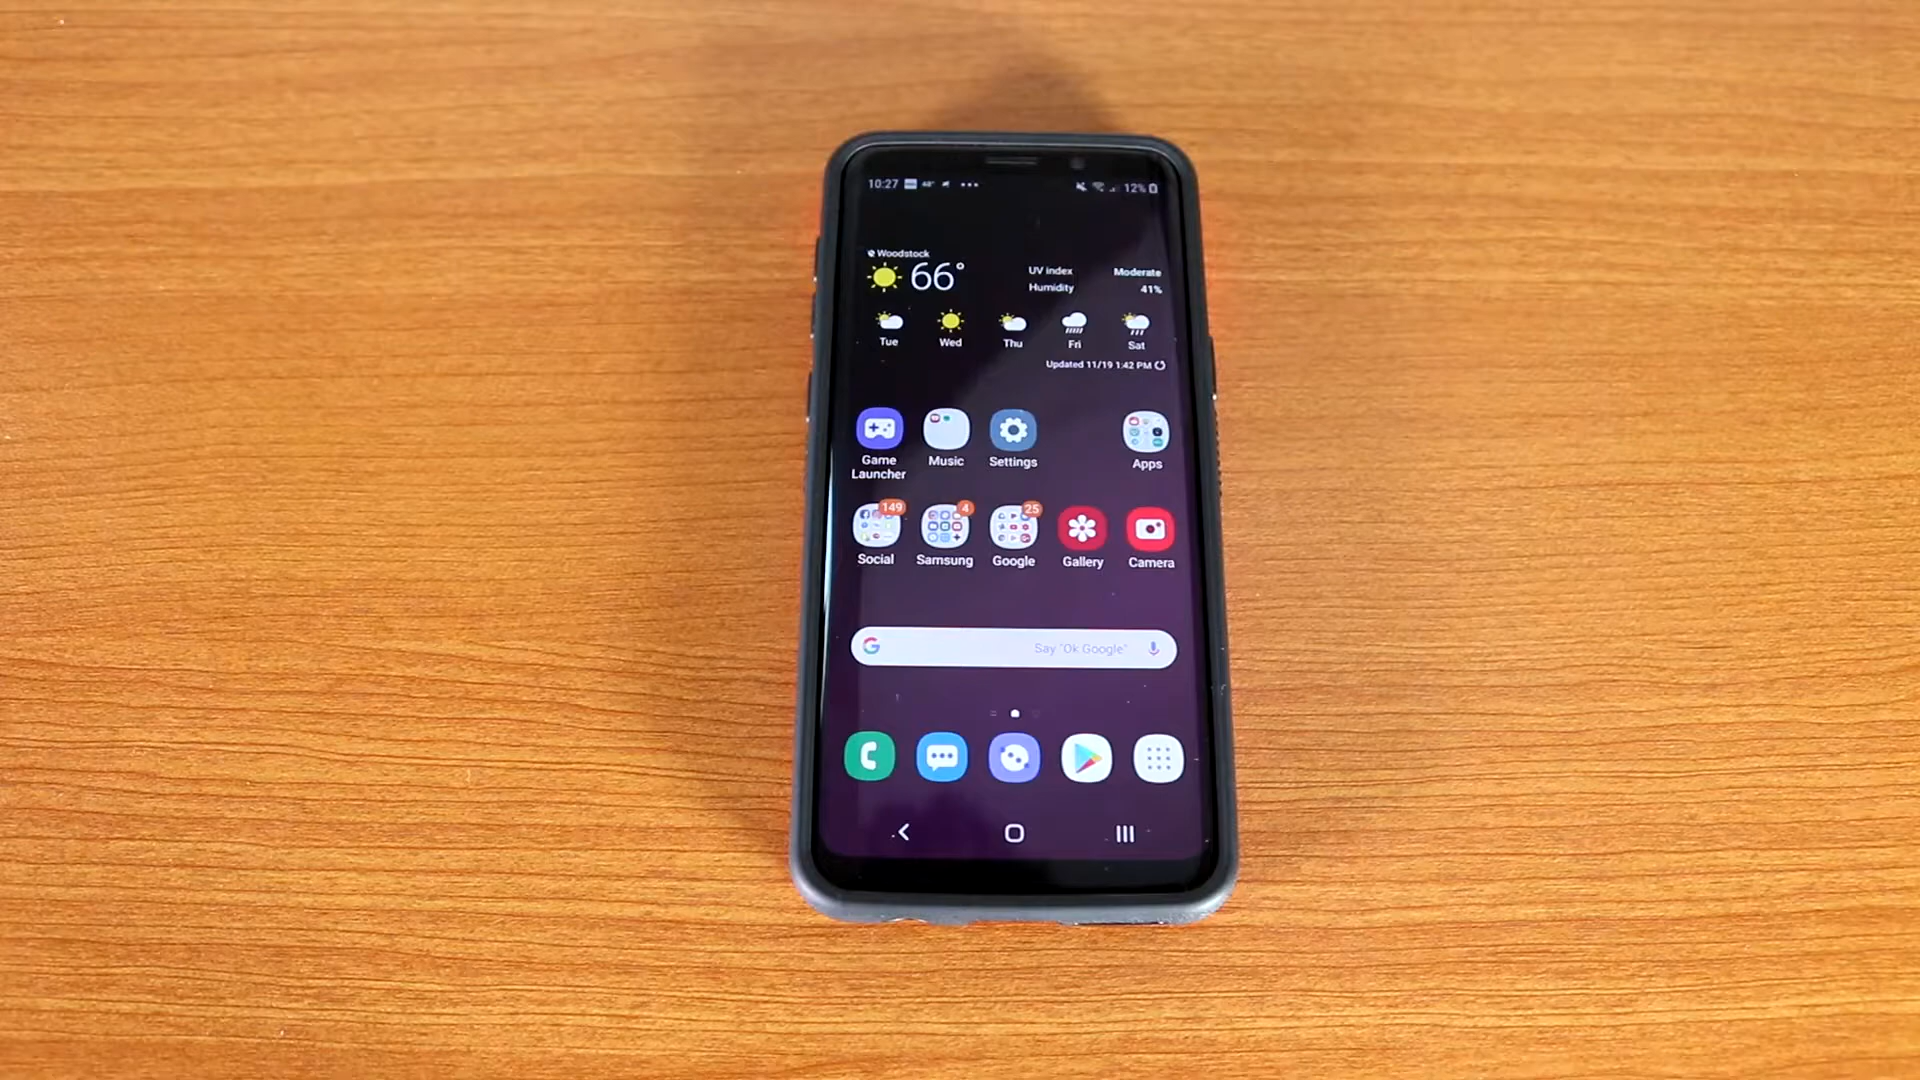 10:27 48° 12%
Woodstock
66°
UV index Moderate
Humidity 41%
Tue Wed Thu Fri Sat
Updated 11/19 1:42 PM
Game Launcher
Music
Settings
Apps
149 4 25
Social Samsung Google Gallery Camera
G Say "Ok Google"